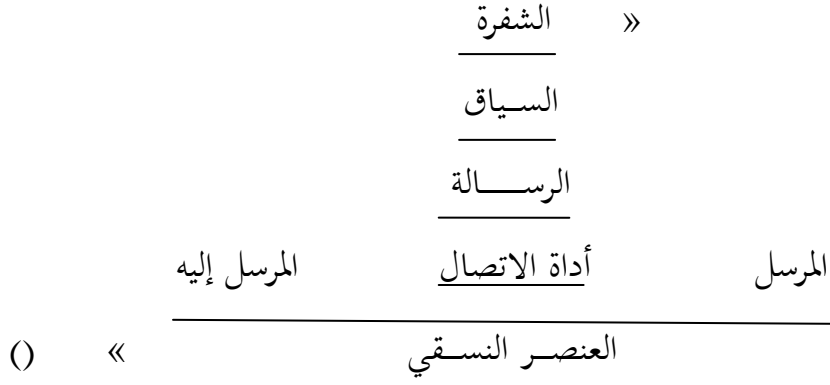 « الشفرة
السياق
الرسالة
المرسل أداة الاتصال المرسل إليه
العنصر النسقي » ()